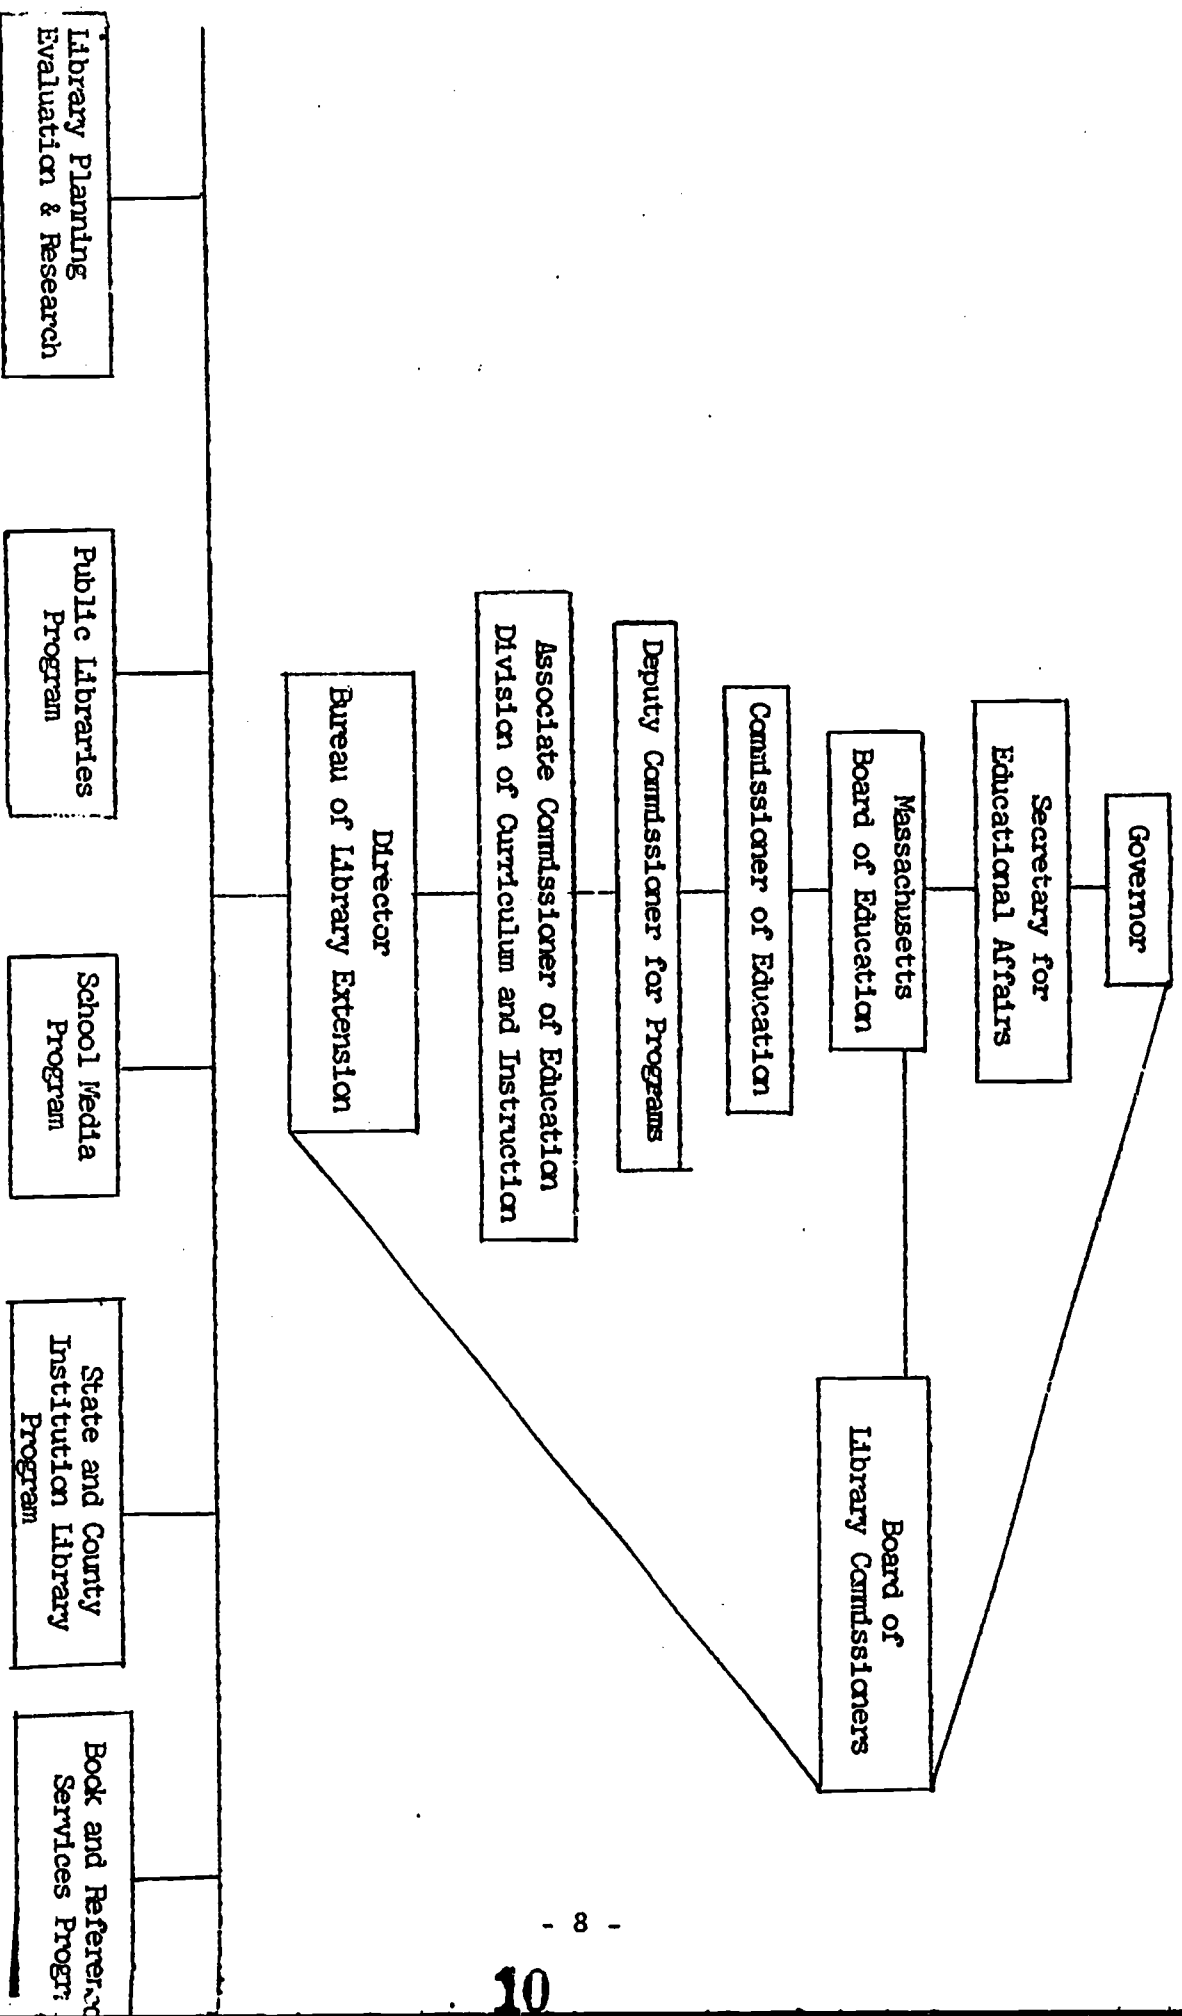 Governor
Secretary for
Educational Affairs
Massachusetts
Board of Education
Board of
Library Commissioners
Commissioner of Education
Deputy Commissioner for Programs
Associate Commissioner of Education
Division of Curriculum and Instruction
Director
Bureau of Library Extension
Library Planning
Evaluation & Research
Public Libraries
Program
School Media
Program
State and County
Institution Library
Program
Book and Referenc
Services Progr
- 8 -
10